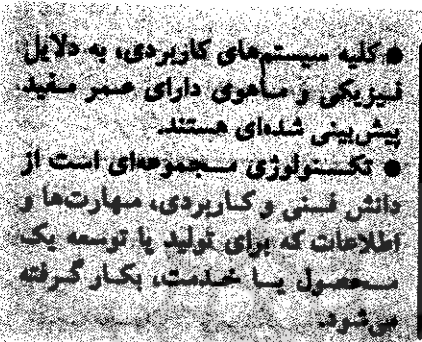 ● کلیه سیستم‌های کاربردی، به دلایل
فیزیکی و ماهوی دارای عمر مفید،
پیش‌بینی شده‌ای هستند.
● تکنولوژی مجموعه‌ای است از
دانش فنی و کاربردی، مهارت‌ها و
اطلاعات که برای تولید یا توسعه یک
محصول یا خدمت، بکار گرفته
می‌شود.